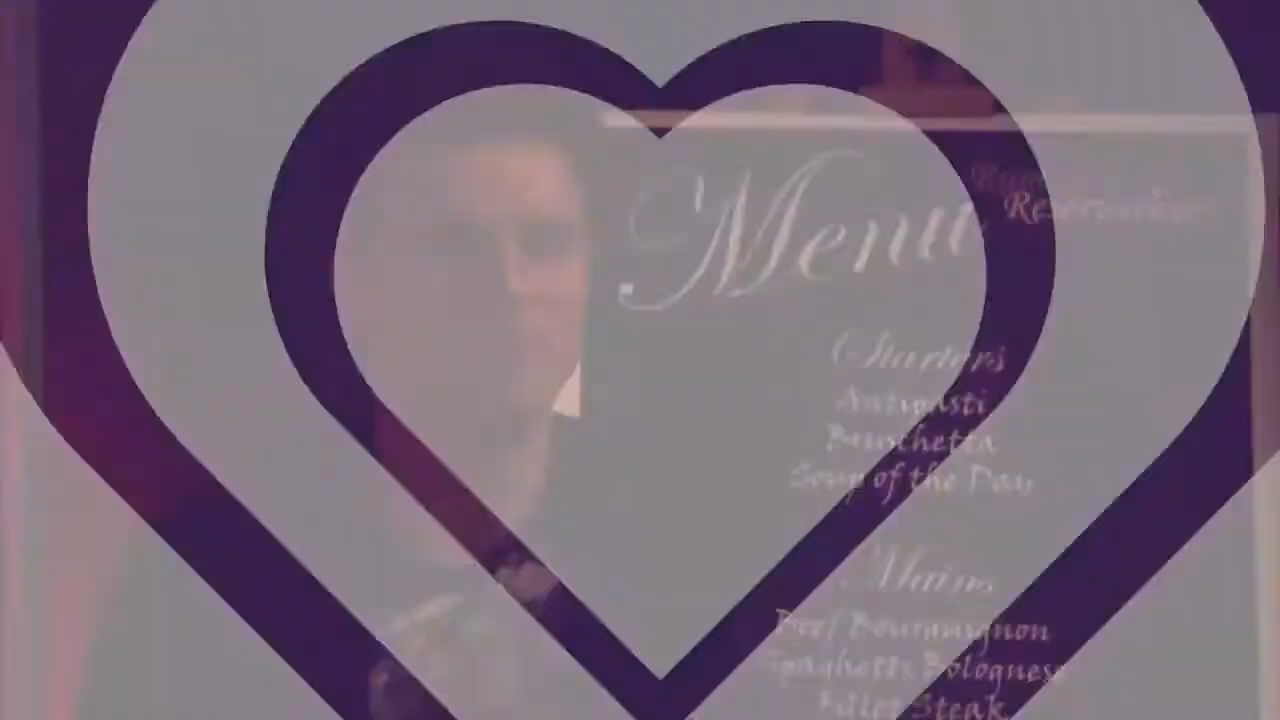 Menu
Reservation
Starters
Antipasti
Bruschetta
Soup of the Day
Mains
Beef Bourguignon
Spaghetti Bolognese
Fillet Steak